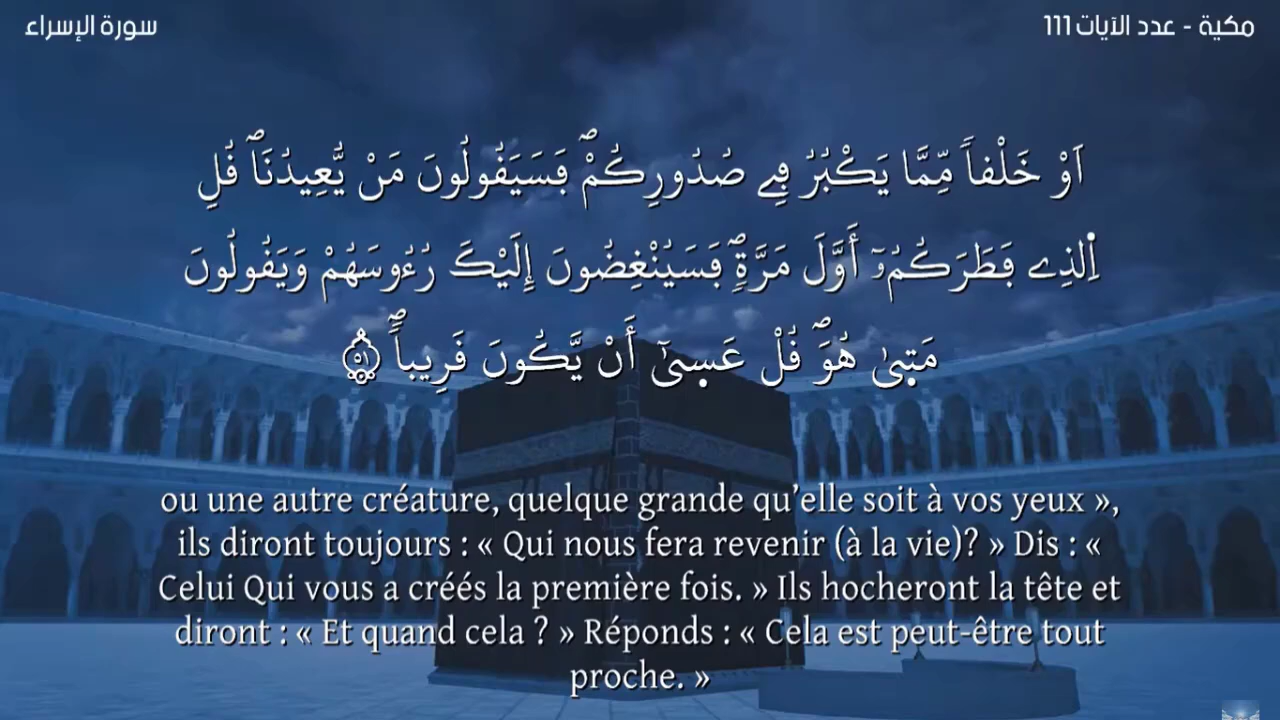 سورة الإسراء
مكية - عدد الآيات 111
اَوْ خَلْقاٗ مِّمَّا يَكْبُرُ فِے صُدُورِكُمْۖ فَسَيَقُولُونَ مَنْ يُّعِيدُنَاۖ قُلِ
اِ۬لذِے فَطَرَكُمُۥٓ أَوَّلَ مَرَّةٖۖ فَسَيُنْغِضُونَ إِلَيْكَ رُءُوسَهُمْ وَيَقُولُونَ
مَت۪ىٰ هُوَۖ قُلْ عَس۪ىٰٓ أَنْ يَّكُونَ قَرِيباٗۖ ٥١
ou une autre créature, quelque grande qu’elle soit à vos yeux »,
ils diront toujours : « Qui nous fera revenir (à la vie)? » Dis : «
Celui Qui vous a créés la première fois. » Ils hocheront la tête et
diront : « Et quand cela ? » Réponds : « Cela est peut-être tout
proche. »